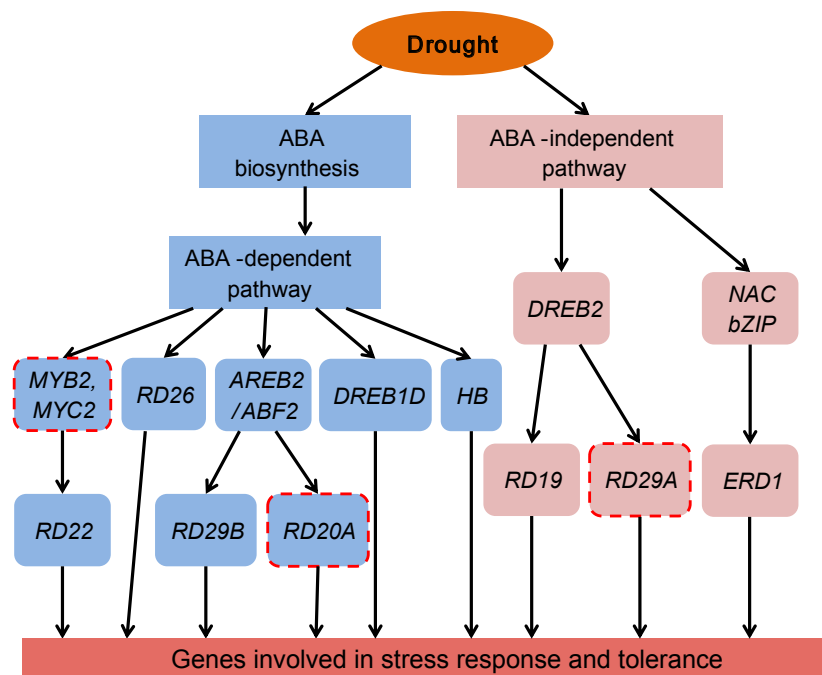 Drought
ABA
biosynthesis
ABA -independent
pathway
ABA -dependent
pathway
DREB2
NAC
bZIP
MYB2,
MYC2
RD26
AREB2
/ABF2
DREB1D
HB
RD19
RD29A
ERD1
RD22
RD29B
RD20A
Genes involved in stress response and tolerance